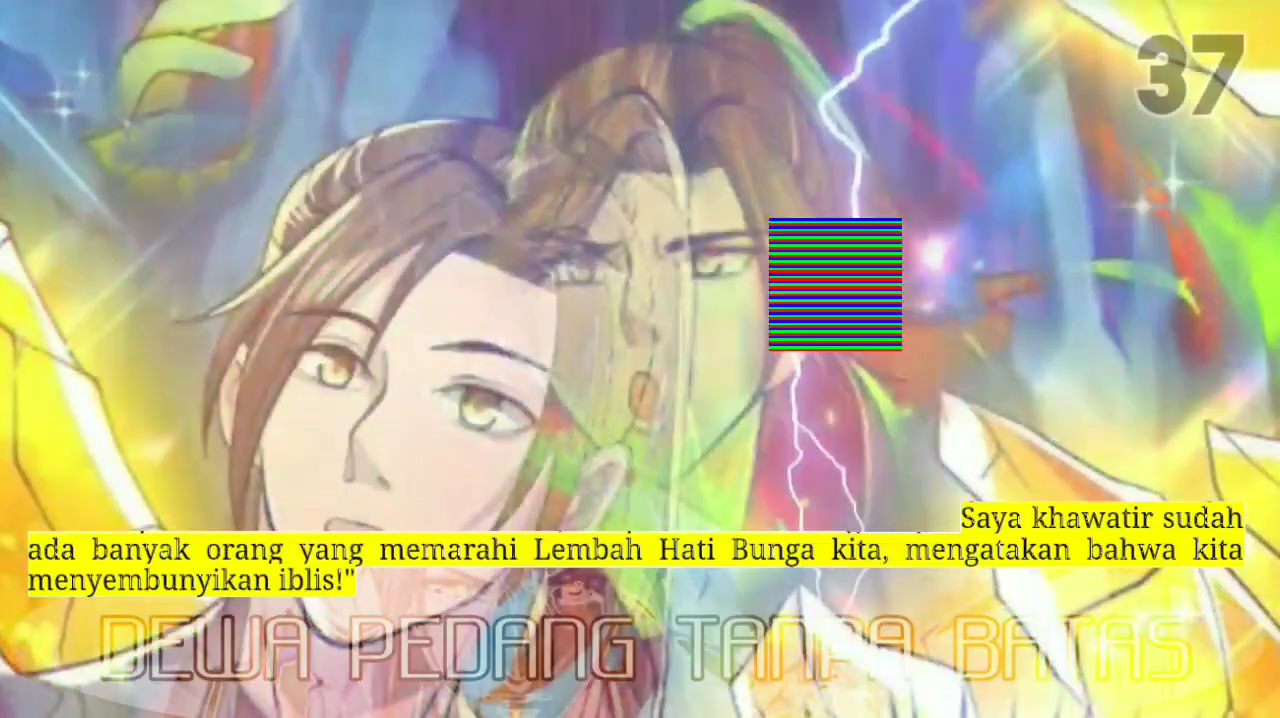 37
Saya khawatir sudah
ada banyak orang yang memarahi Lembah Hati Bunga kita, mengatakan bahwa kita
menyembunyikan iblis!"
DEWA PEDANG TANPA BATAS